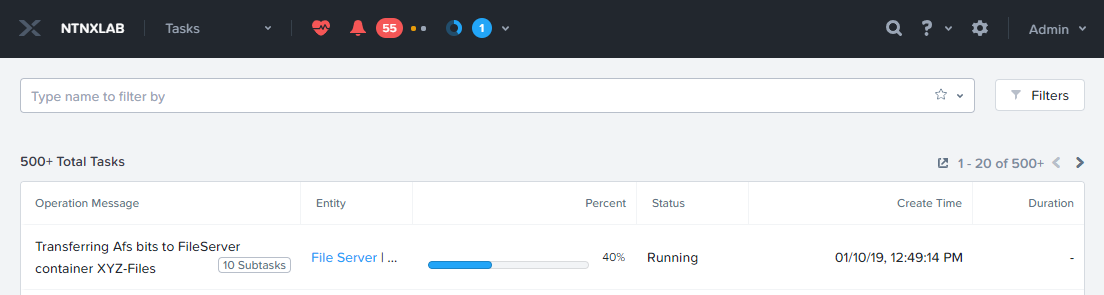 NTNXLAB Tasks 55 1 ? Admin
Type name to filter by Filters
500+ Total Tasks 1 - 20 of 500+
Operation Message Entity Percent Status Create Time Duration
Transferring Afs bits to FileServer
container XYZ-Files 10 Subtasks File Server | ... 40% Running 01/10/19, 12:49:14 PM -